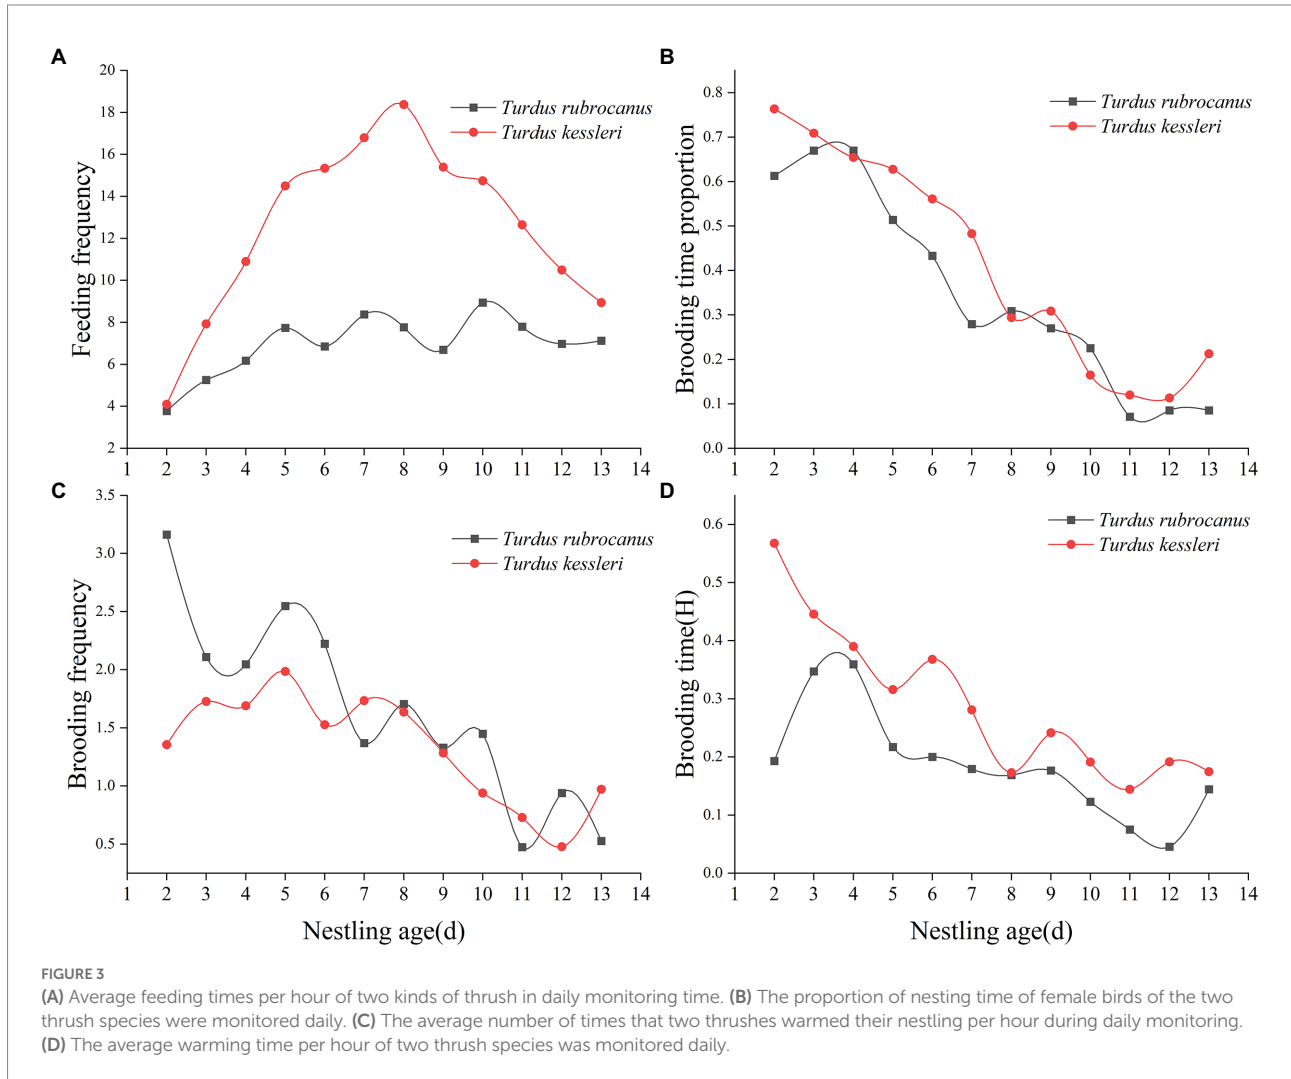 A
20
18
16
14
12
10
8
6
4
2
Feeding frequency
Turdus rubrocanus
Turdus kessleri
1 2 3 4 5 6 7 8 9 10 11 12 13 14
B
0.8
0.7
0.6
0.5
0.4
0.3
0.2
0.1
0.0
Brooding time proportion
Turdus rubrocanus
Turdus kessleri
1 2 3 4 5 6 7 8 9 10 11 12 13 14
C
3.5
3.0
2.5
2.0
1.5
1.0
0.5
Brooding frequency
Turdus rubrocanus
Turdus kessleri
1 2 3 4 5 6 7 8 9 10 11 12 13 14
Nestling age(d)
D
0.6
0.5
0.4
0.3
0.2
0.1
0.0
Brooding time(H)
Turdus rubrocanus
Turdus kessleri
1 2 3 4 5 6 7 8 9 10 11 12 13 14
Nestling age(d)
FIGURE 3
(A) Average feeding times per hour of two kinds of thrush in daily monitoring time. (B) The proportion of nesting time of female birds of the two
thrush species were monitored daily. (C) The average number of times that two thrushes warmed their nestling per hour during daily monitoring.
(D) The average warming time per hour of two thrush species was monitored daily.